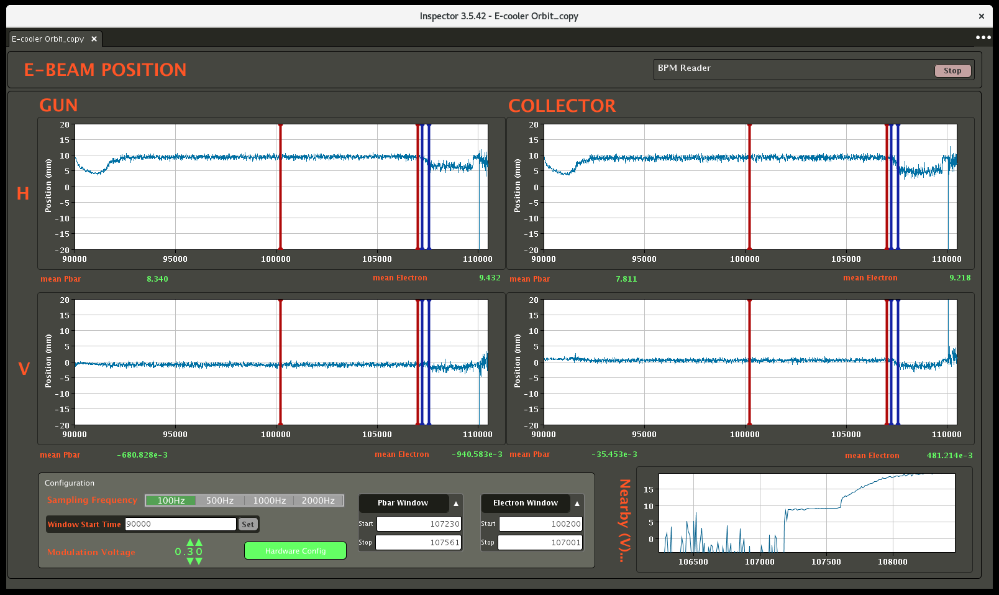 Inspector 3.5.42 - E-cooler Orbit_copy ×
E-cooler Orbit_copy ×
E-BEAM POSITION
BPM Reader
Stop
GUN
COLLECTOR
H
Position (mm)
20
15
10
5
0
-5
-10
-15
-20
90000 95000 100000 105000 110000
mean Pbar 8.340 mean Electron 9.432
Position (mm)
20
15
10
5
0
-5
-10
-15
-20
90000 95000 100000 105000 110000
mean Pbar 7.811 mean Electron 9.218
V
Position (mm)
20
15
10
5
0
-5
-10
-15
-20
90000 95000 100000 105000 110000
mean Pbar -680.828e-3 mean Electron -940.583e-3
Position (mm)
20
15
10
5
0
-5
-10
-15
-20
90000 95000 100000 105000 110000
mean Pbar -35.453e-3 mean Electron 481.214e-3
Configuration
Sampling Frequency 100Hz 500Hz 1000Hz 2000Hz
Window Start Time 90000 Set
Modulation Voltage 0.30
Hardware Config
Pbar Window
Start 107230
Stop 107561
Electron Window
Start 100200
Stop 107001
Nearby (V)...
15
10
5
0
106500 107000 107500 108000